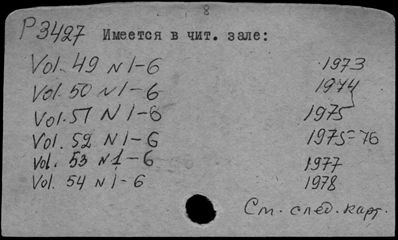 8
P3427 Имеется в чит. зале:
Vol. 49 N 1-6 1973
Vol. 50 N 1-6 1974
Vol. 51 N 1-6 1975
Vol. 52 N 1-6 1975-76
Vol. 53 N 1-6 1977
Vol. 54 N 1-6 1978
См. след. карт.